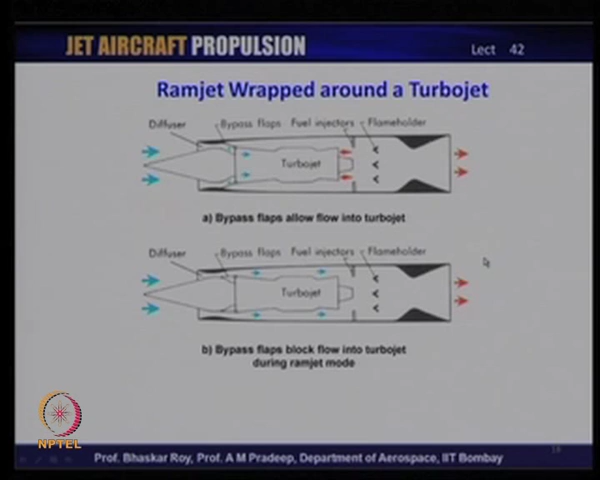 JET AIRCRAFT PROPULSION Lect 42
Ramjet Wrapped around a Turbojet
Diffuser Bypass flaps Fuel injectors Flameholder
Turbojet
a) Bypass flaps allow flow into turbojet
Diffuser Bypass flaps Fuel injectors Flameholder
Turbojet
b) Bypass flaps block flow into turbojet
during ramjet mode
NPTEL
Prof. Bhaskar Roy, Prof. A M Pradeep, Department of Aerospace, IIT Bombay